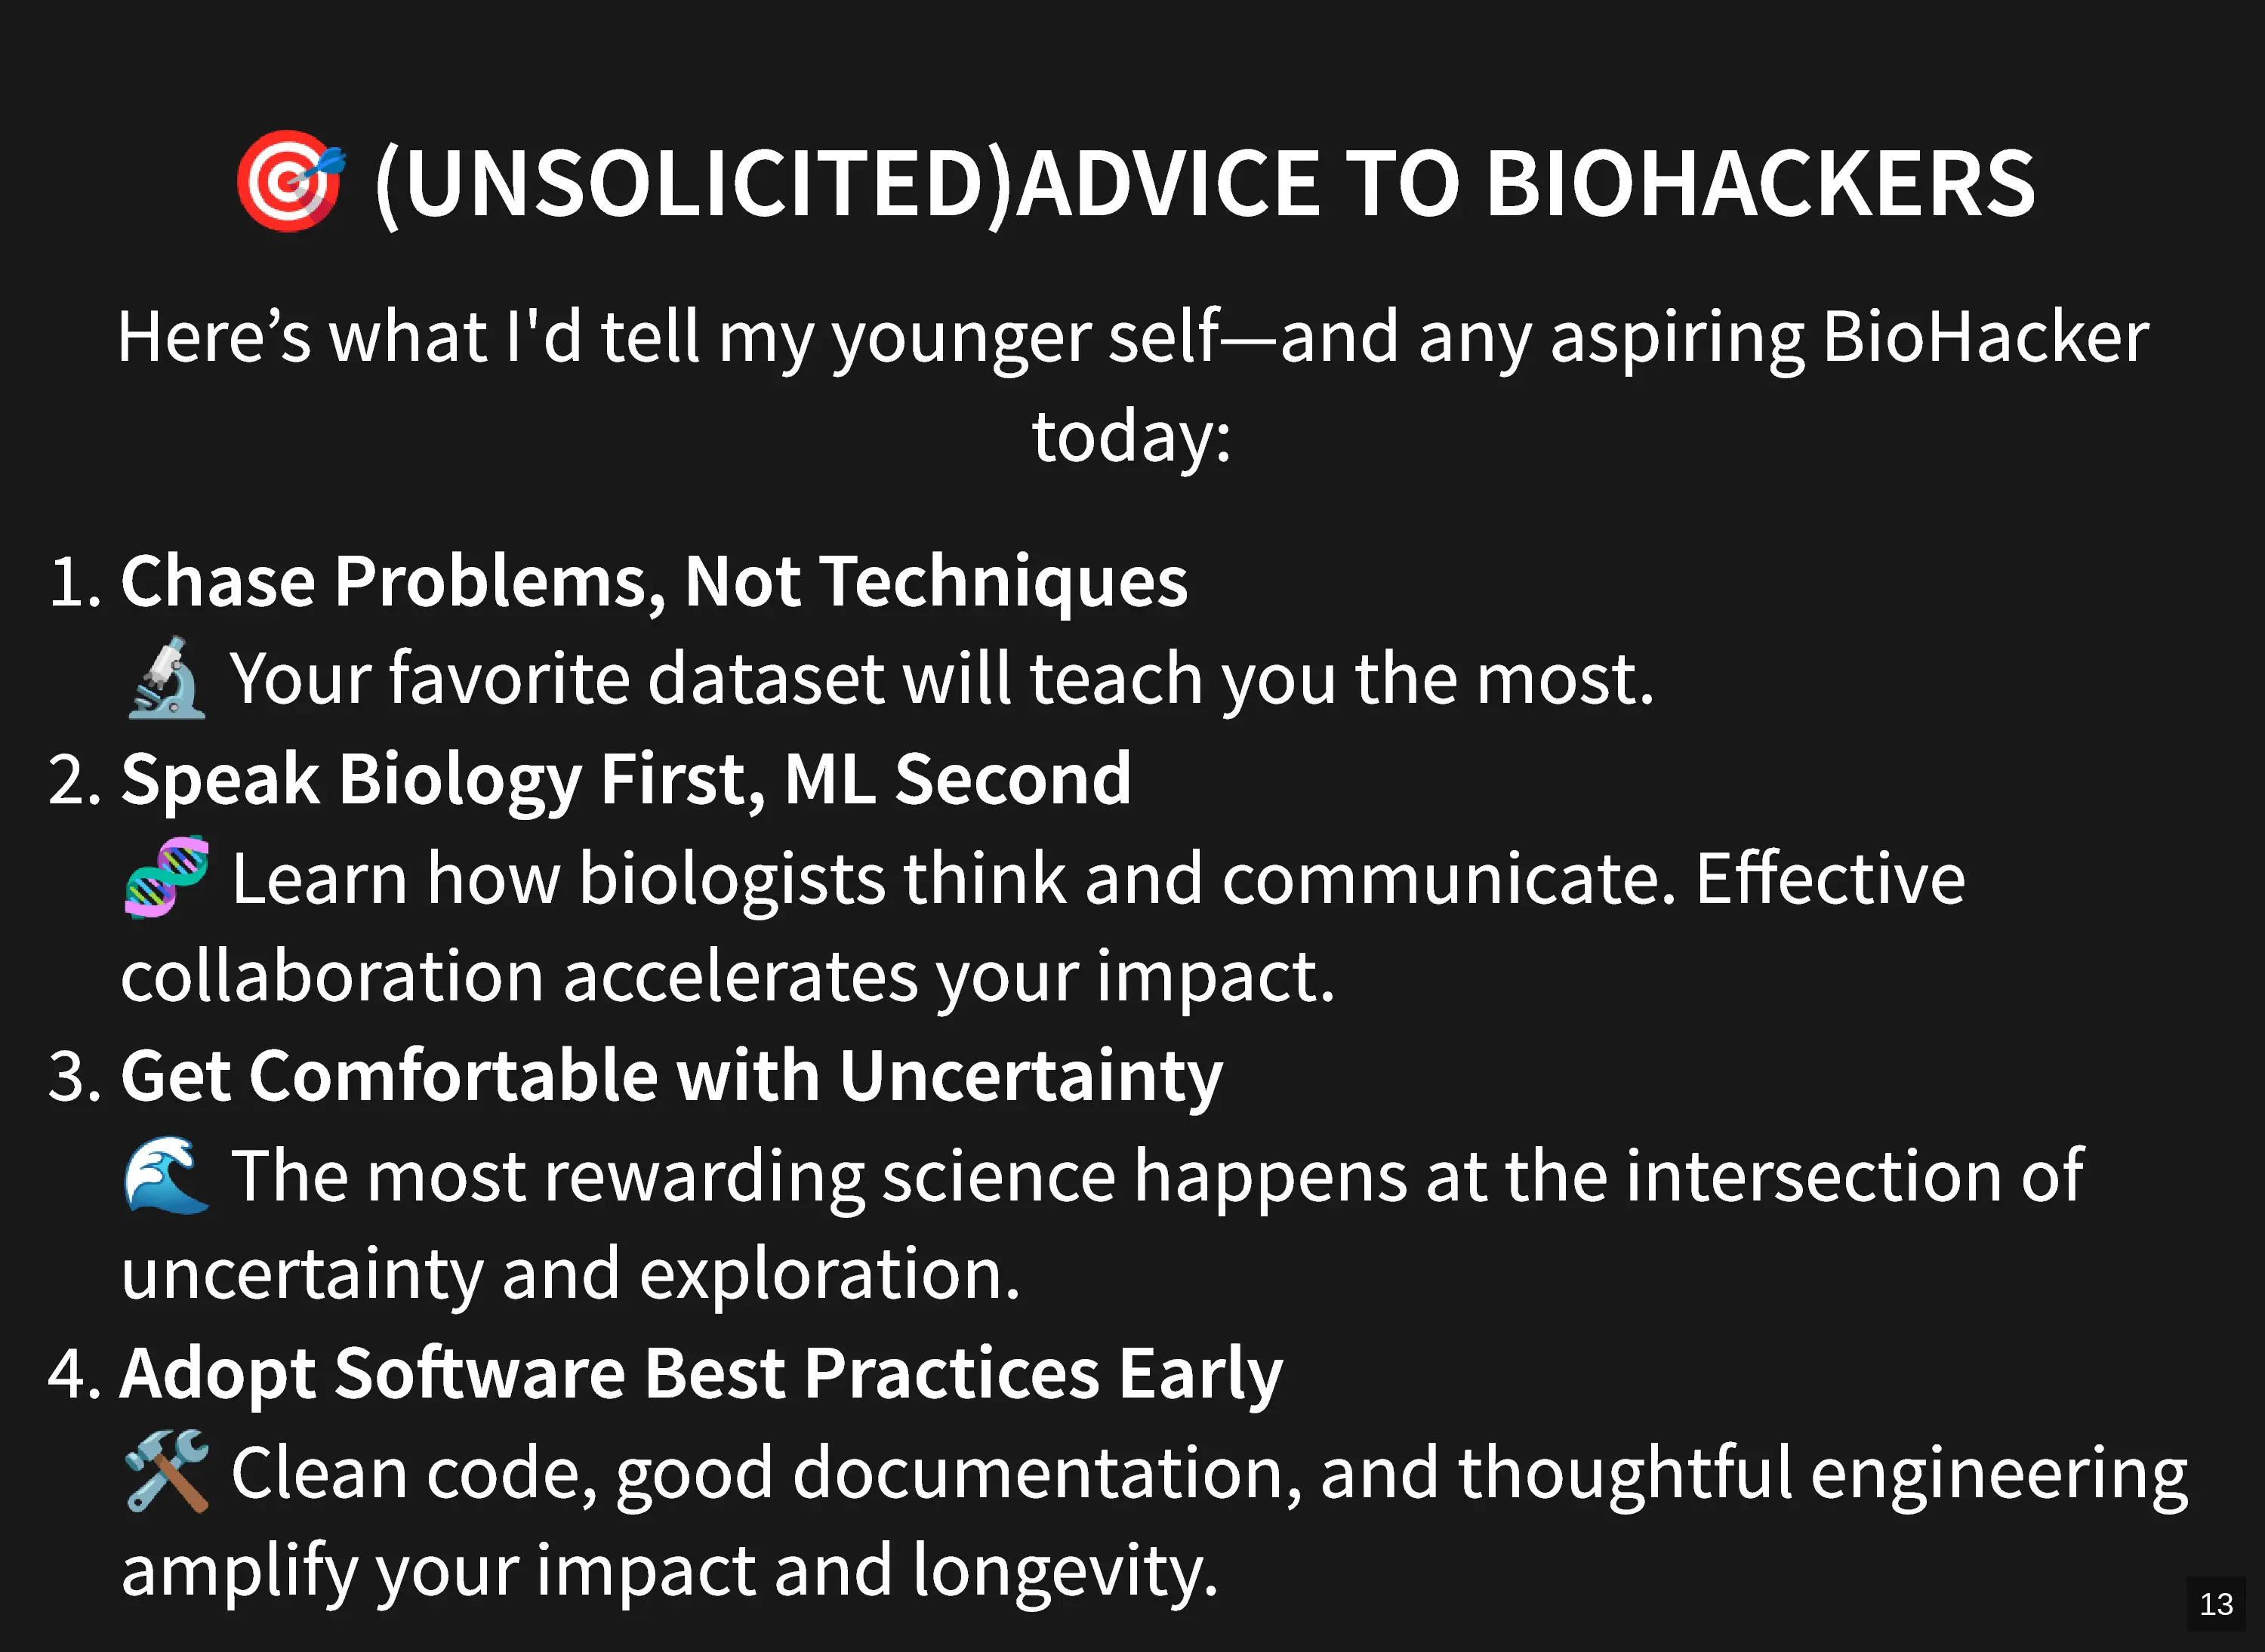 🎯 (UNSOLICITED)ADVICE TO BIOHACKERS
Here’s what I'd tell my younger self—and any aspiring BioHacker
today:
1. Chase Problems, Not Techniques
🔬 Your favorite dataset will teach you the most.
2. Speak Biology First, ML Second
🧬 Learn how biologists think and communicate. Effective
collaboration accelerates your impact.
3. Get Comfortable with Uncertainty
🌊 The most rewarding science happens at the intersection of
uncertainty and exploration.
4. Adopt Software Best Practices Early
🛠️ Clean code, good documentation, and thoughtful engineering
amplify your impact and longevity.
13